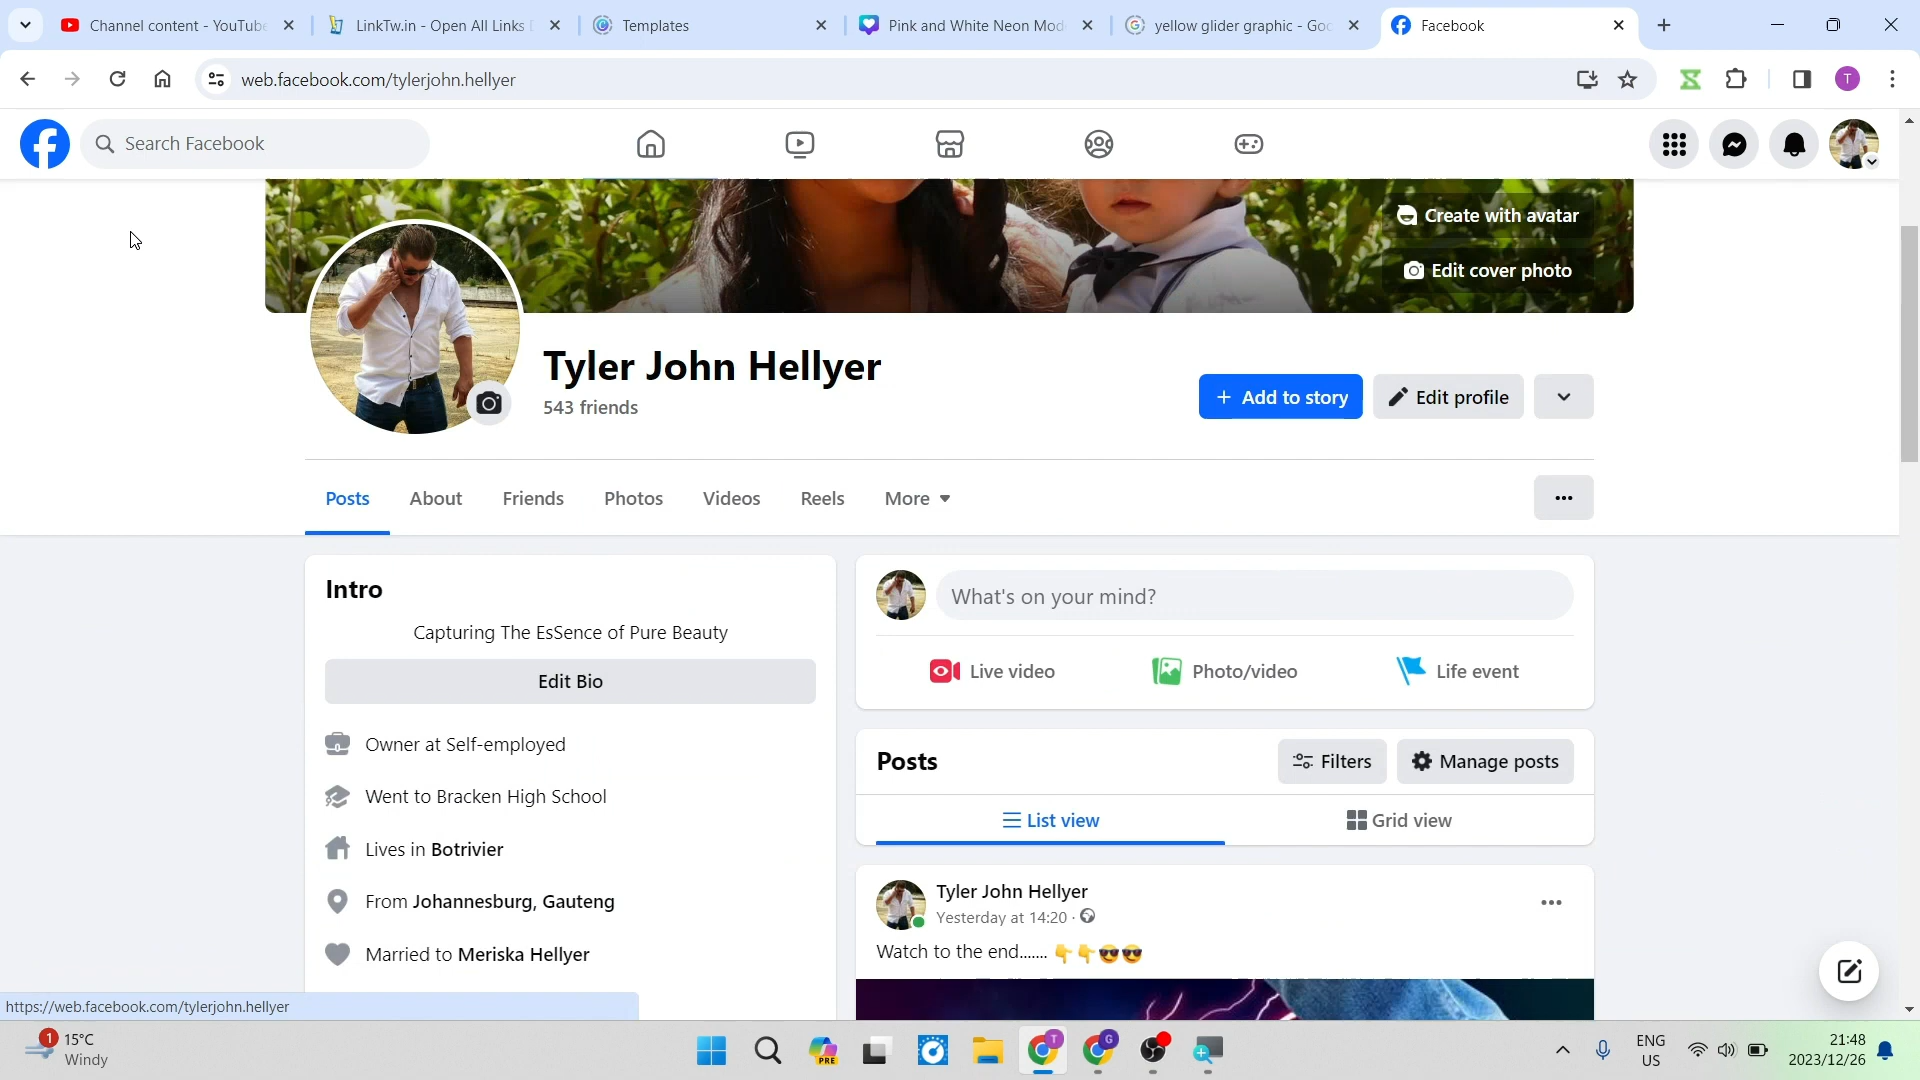 Channel content - YouTube
LinkTw.in - Open All Links
Templates
Pink and White Neon Mod
yellow glider graphic - Goo
Facebook
web.facebook.com/tylerjohn.hellyer
T
Search Facebook
Create with avatar
Edit cover photo
Tyler John Hellyer
543 friends
+ Add to story
Edit profile
Posts
About
Friends
Photos
Videos
Reels
More
Intro
Capturing The EsSence of Pure Beauty
Edit Bio
Owner at Self-employed
Went to Bracken High School
Lives in Botrivier
From Johannesburg, Gauteng
Married to Meriska Hellyer
What's on your mind?
Live video
Photo/video
Life event
Posts
Filters
Manage posts
List view
Grid view
Tyler John Hellyer
Yesterday at 14:20 ·
Watch to the end....... 👇👇😎😎
https://web.facebook.com/tylerjohn.hellyer
1
15°C
Windy
PRE
T
G
ENG
US
21:48
2023/12/26